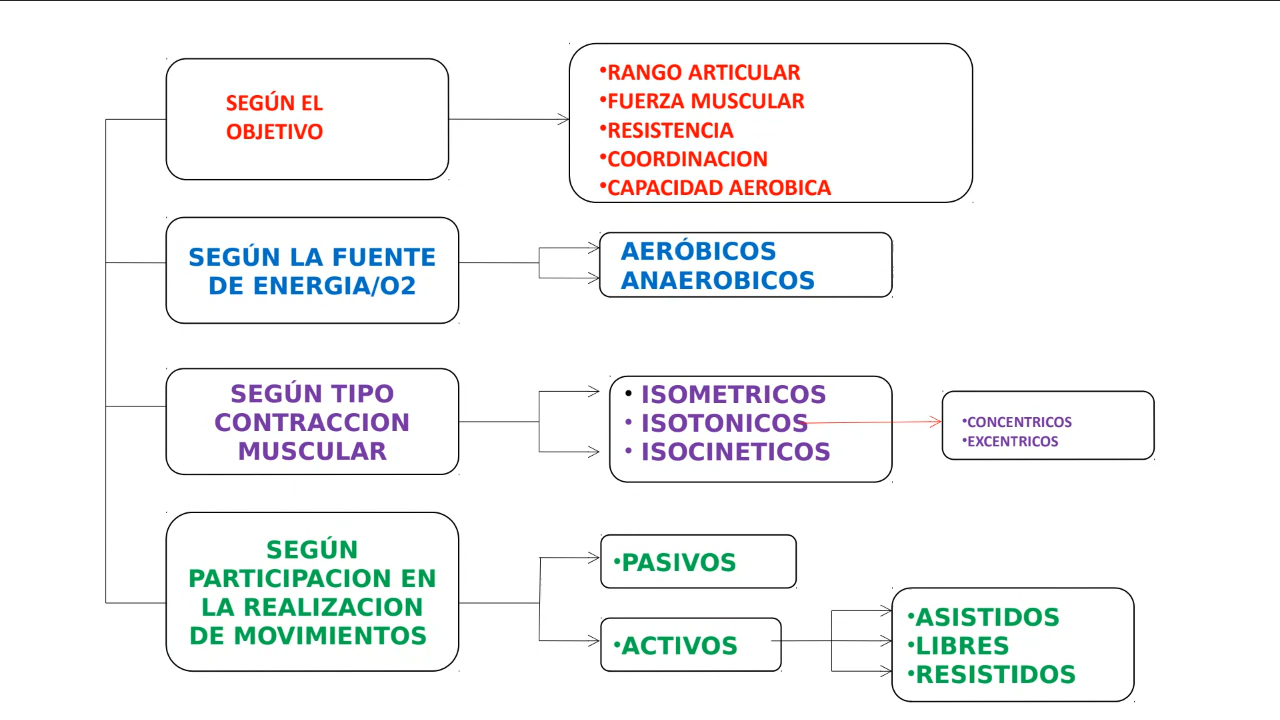 SEGÚN EL
OBJETIVO
•RANGO ARTICULAR
•FUERZA MUSCULAR
•RESISTENCIA
•COORDINACION
•CAPACIDAD AEROBICA
SEGÚN LA FUENTE
DE ENERGIA/O2
AERÓBICOS
ANAEROBICOS
SEGÚN TIPO
CONTRACCION
MUSCULAR
• ISOMETRICOS
• ISOTONICOS
• ISOCINETICOS
•CONCENTRICOS
•EXCENTRICOS
SEGÚN
PARTICIPACION EN
LA REALIZACION
DE MOVIMIENTOS
•PASIVOS
•ACTIVOS
•ASISTIDOS
•LIBRES
•RESISTIDOS